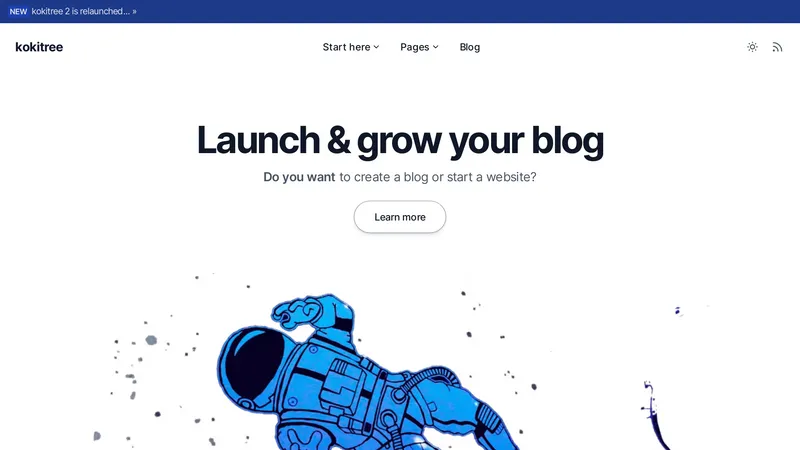 NEW kokitree 2 is relaunched... »
kokitree
Start here
Pages
Blog
Launch & grow your blog
Do you want to create a blog or start a website?
Learn more